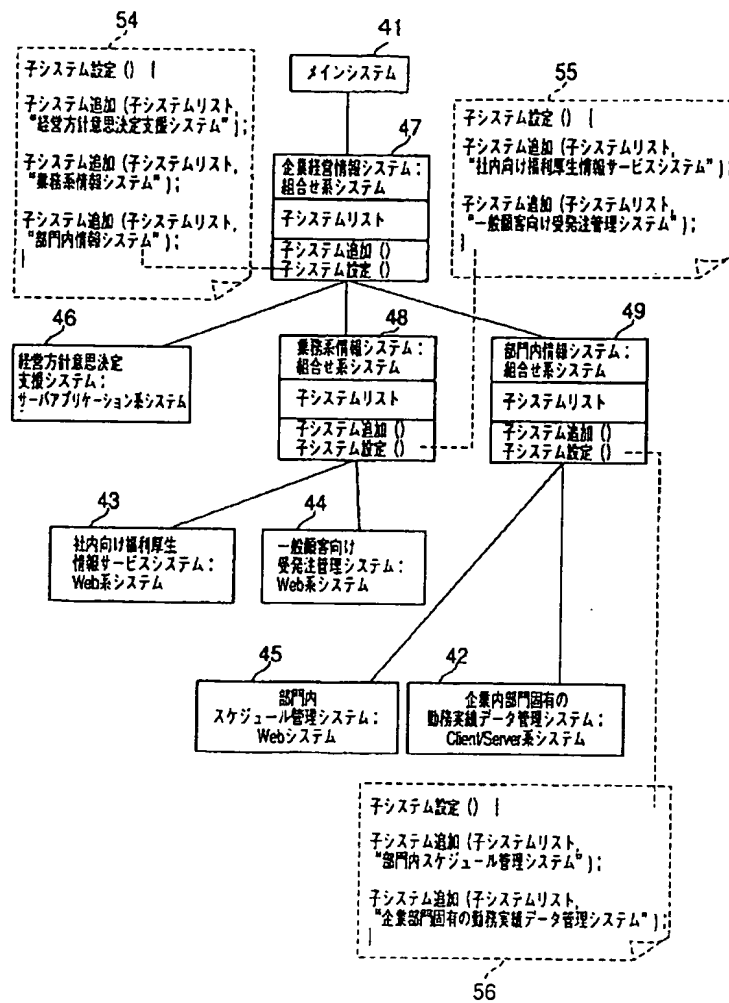 54
子システム設定 () {
子システム追加 (子システムリスト,
"経営方針意思決定支援システム");
子システム追加 (子システムリスト,
"業務系情報システム");
子システム追加 (子システムリスト,
"部門内情報システム");
}
41
メインシステム
47
企業経営情報システム:
組合せ系システム
子システムリスト
子システム追加 ()
子システム設定 ()
55
子システム設定 () {
子システム追加 (子システムリスト,
"社内向け福利厚生情報サービスシステム");
子システム追加 (子システムリスト,
"一般顧客向け受発注管理システム");
}
46
経営方針意思決定
支援システム:
サーバアプリケーション系システム
48
業務系情報システム:
組合せ系システム
子システムリスト
子システム追加 ()
子システム設定 ()
49
部門内情報システム:
組合せ系システム
子システムリスト
子システム追加 ()
子システム設定 ()
43
社内向け福利厚生
情報サービスシステム:
Web系システム
44
一般顧客向け
受発注管理システム:
Web系システム
45
部門内
スケジュール管理システム:
Webシステム
42
企業内部門固有の
勤務実績データ管理システム:
Client/Server系システム
子システム設定 () {
子システム追加 (子システムリスト,
"部門内スケジュール管理システム");
子システム追加 (子システムリスト,
"企業部門固有の勤務実績データ管理システム");
}
56